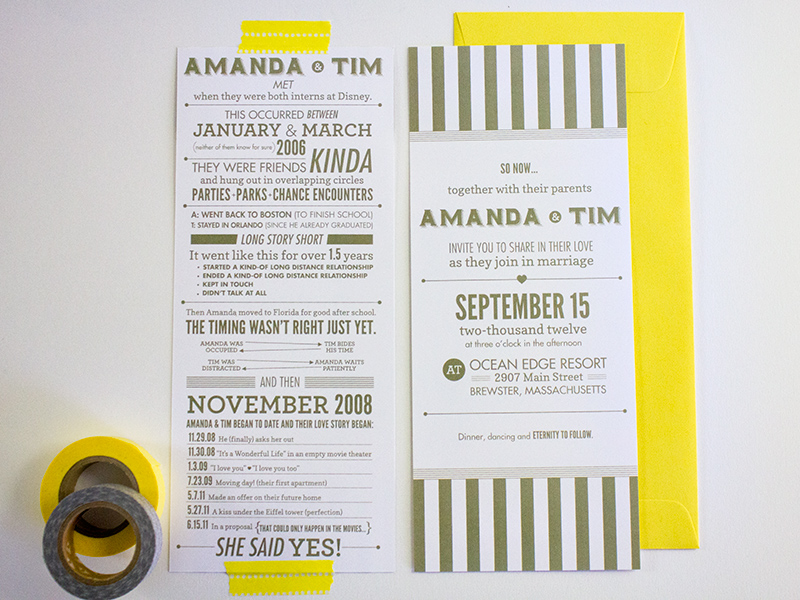 AMANDA & TIM
MET
when they were both interns at Disney.
THIS OCCURRED BETWEEN
JANUARY & MARCH
(neither of them know for sure) 2006
THEY WERE FRIENDS KINDA
and hung out in overlapping circles
PARTIES-PARKS-CHANCE ENCOUNTERS
A: WENT BACK TO BOSTON (TO FINISH SCHOOL)
T: STAYED IN ORLANDO (SINCE HE ALREADY GRADUATED)
LONG STORY SHORT
It went like this for over 1.5 years
• STARTED A KIND-OF LONG DISTANCE RELATIONSHIP
• ENDED A KIND-OF LONG DISTANCE RELATIONSHIP
• KEPT IN TOUCH
• DIDN'T TALK AT ALL
Then Amanda moved to Florida for good after school.
THE TIMING WASN'T RIGHT JUST YET.
AMANDA WAS OCCUPIED
TIM BIDES HIS TIME
TIM WAS DISTRACTED
AMANDA WAITS PATIENTLY
AND THEN
NOVEMBER 2008
AMANDA & TIM BEGAN TO DATE AND THEIR LOVE STORY BEGAN:
11.29.08 He (finally) asks her out
11.30.08 "It's a Wonderful Life" in an empty movie theater
1.3.09 "I love you" ♥ "I love you too"
7.23.09 Moving day! (their first apartment)
5.7.11 Made an offer on their future home
5.27.11 A kiss under the Eiffel tower (perfection)
6.15.11 In a proposal {THAT COULD ONLY HAPPEN IN THE MOVIES...}
SHE SAID YES!
SO NOW...
together with their parents
AMANDA & TIM
INVITE YOU TO SHARE IN THEIR LOVE
as they join in marriage
SEPTEMBER 15
two-thousand twelve
at three o'clock in the afternoon
AT OCEAN EDGE RESORT
2907 Main Street
BREWSTER, MASSACHUSETTS
Dinner, dancing and ETERNITY TO FOLLOW.